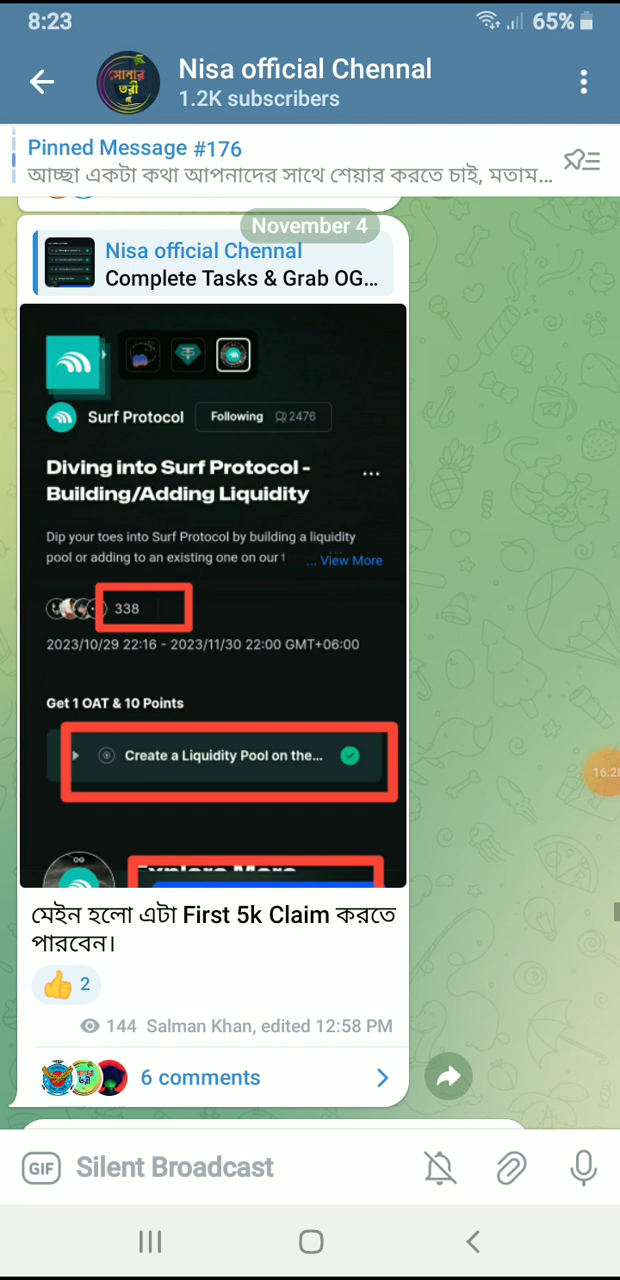 8:23
65%
সোনার
তরী
Nisa official Chennal
1.2K subscribers
Pinned Message #176
আচ্ছা একটা কথা আপনাদের সাথে শেয়ার করতে চাই, মতাম...
November 4
Nisa official Chennal
Complete Tasks & Grab OG...
Surf Protocol
Following
2476
Diving into Surf Protocol -
Building/Adding Liquidity
Dip your toes into Surf Protocol by building a liquidity
pool or adding to an existing one on our t ... View More
338
2023/10/29 22:16 - 2023/11/30 22:00 GMT+06:00
Get 1 OAT & 10 Points
Create a Liquidity Pool on the...
Explore More
মেইন হলো এটা First 5k Claim করতে
পারবেন।
2
144 Salman Khan, edited 12:58 PM
6 comments
16:28
GIF
Silent Broadcast